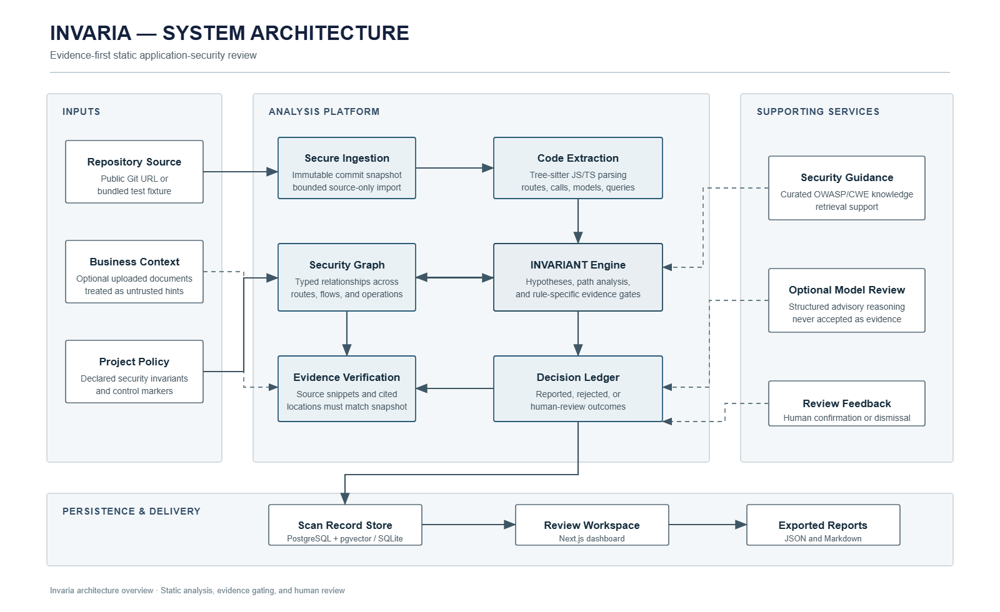 INVARIA — SYSTEM ARCHITECTURE
Evidence-first static application-security review
INPUTS
Repository Source
Public Git URL or
bundled test fixture
Business Context
Optional uploaded documents
treated as untrusted hints
Project Policy
Declared security invariants
and control markers
ANALYSIS PLATFORM
Secure Ingestion
Immutable commit snapshot
bounded source-only import
Code Extraction
Tree-sitter JS/TS parsing
routes, calls, models, queries
Security Graph
Typed relationships across
routes, flows, and operations
INVARIANT Engine
Hypotheses, path analysis,
and rule-specific evidence gates
Evidence Verification
Source snippets and cited
locations must match snapshot
Decision Ledger
Reported, rejected, or
human-review outcomes
SUPPORTING SERVICES
Security Guidance
Curated OWASP/CWE knowledge
retrieval support
Optional Model Review
Structured advisory reasoning
never accepted as evidence
Review Feedback
Human confirmation or dismissal
PERSISTENCE & DELIVERY
Scan Record Store
PostgreSQL + pgvector / SQLite
Review Workspace
Next.js dashboard
Exported Reports
JSON and Markdown
Invaria architecture overview · Static analysis, evidence gating, and human review